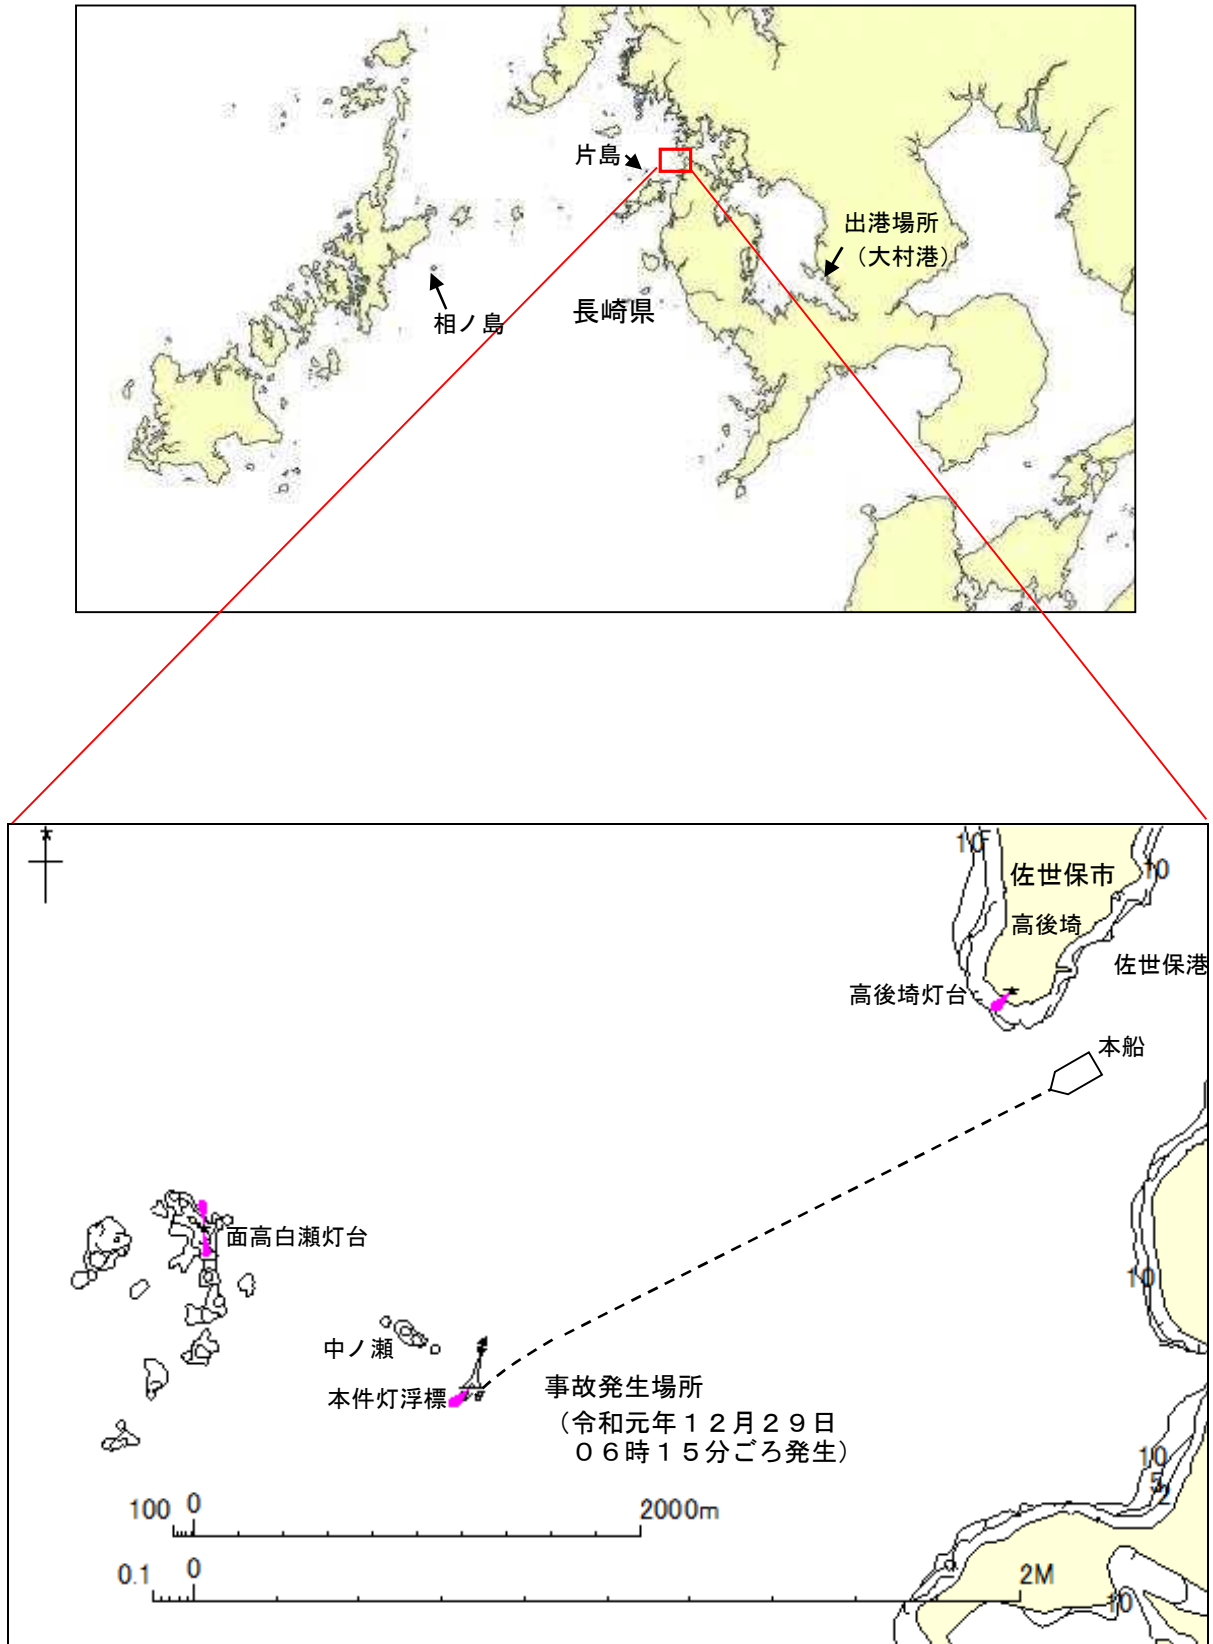 片島
出港場所
（大村港）
相ノ島
長崎県
10
佐世保市
10
高後埼
佐世保港
高後埼灯台
本船
面高白瀬灯台
10
中ノ瀬
本件灯浮標
事故発生場所
（令和元年１２月２９日
０６時１５分ごろ発生）
10
5
2
100 0 2000m
0.1 0 2M
10